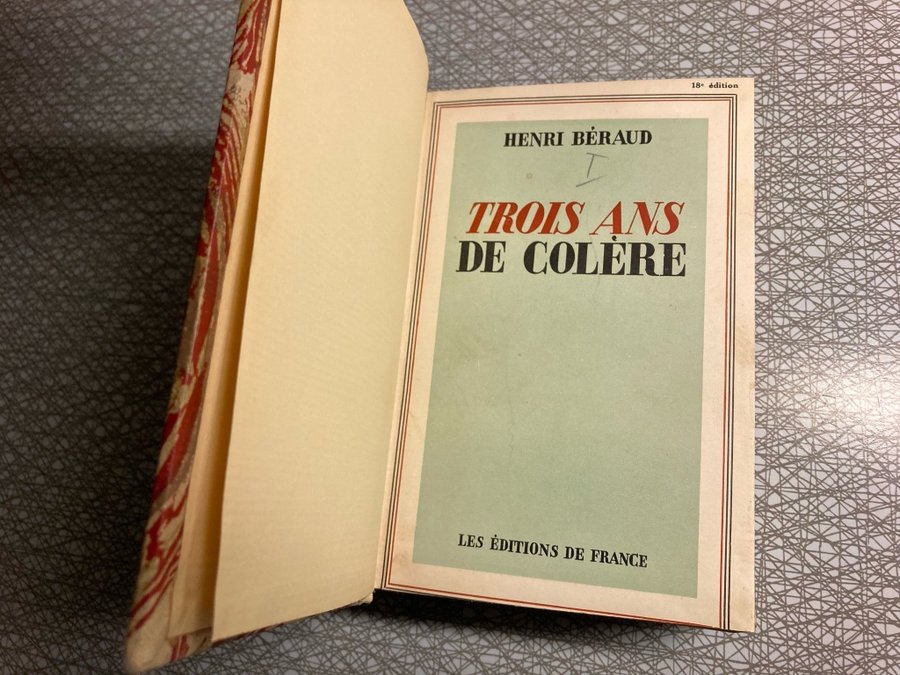 18e édition
HENRI BÉRAUD
I
TROIS ANS
DE COLÈRE
LES ÉDITIONS DE FRANCE